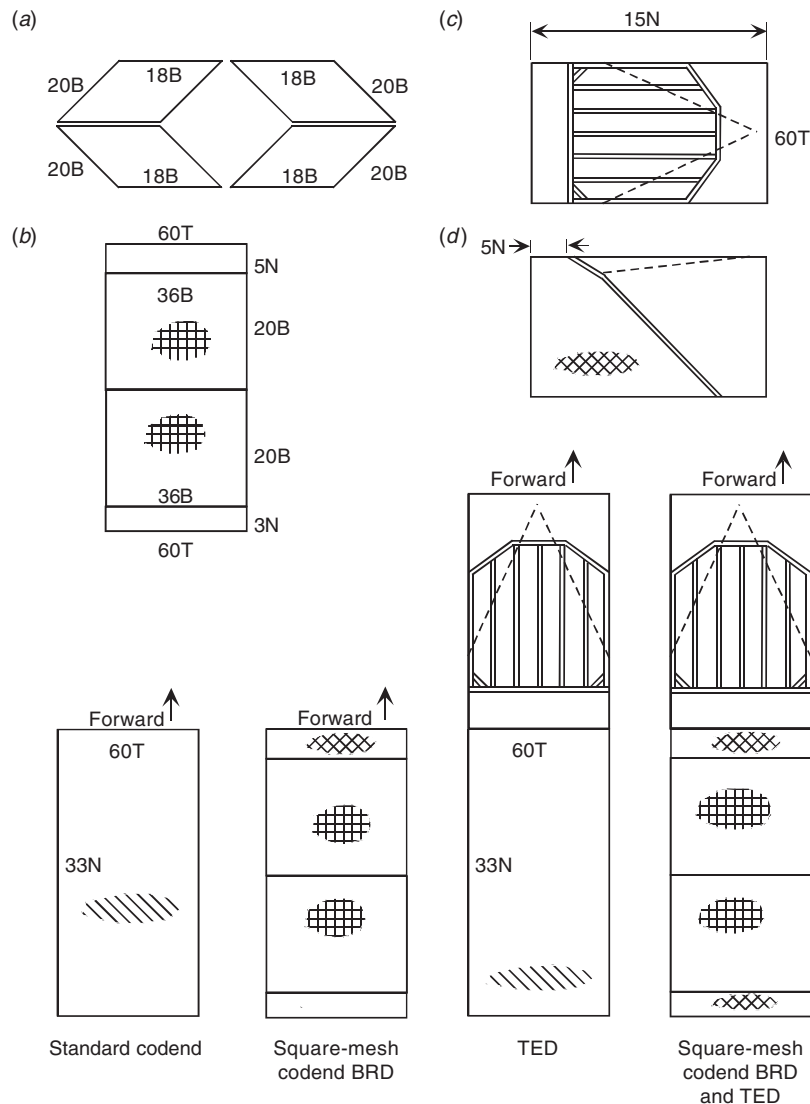 (a)
20B 18B 18B 20B
20B 18B 18B 20B
(b)
60T
5N
36B
20B
20B
36B
3N
60T
(c)
15N
60T
(d)
5N
Forward
60T
33N
Standard codend
Forward
Square-mesh
codend BRD
Forward
60T
33N
TED
Forward
Square-mesh
codend BRD
and TED